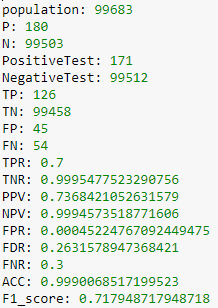 population: 99683
P: 180
N: 99503
PositiveTest: 171
NegativeTest: 99512
TP: 126
TN: 99458
FP: 45
FN: 54
TPR: 0.7
TNR: 0.9995477523290756
PPV: 0.7368421052631579
NPV: 0.9994573518771606
FPR: 0.00045224767092449475
FDR: 0.2631578947368421
FNR: 0.3
ACC: 0.9990068517199523
F1_score: 0.717948717948718